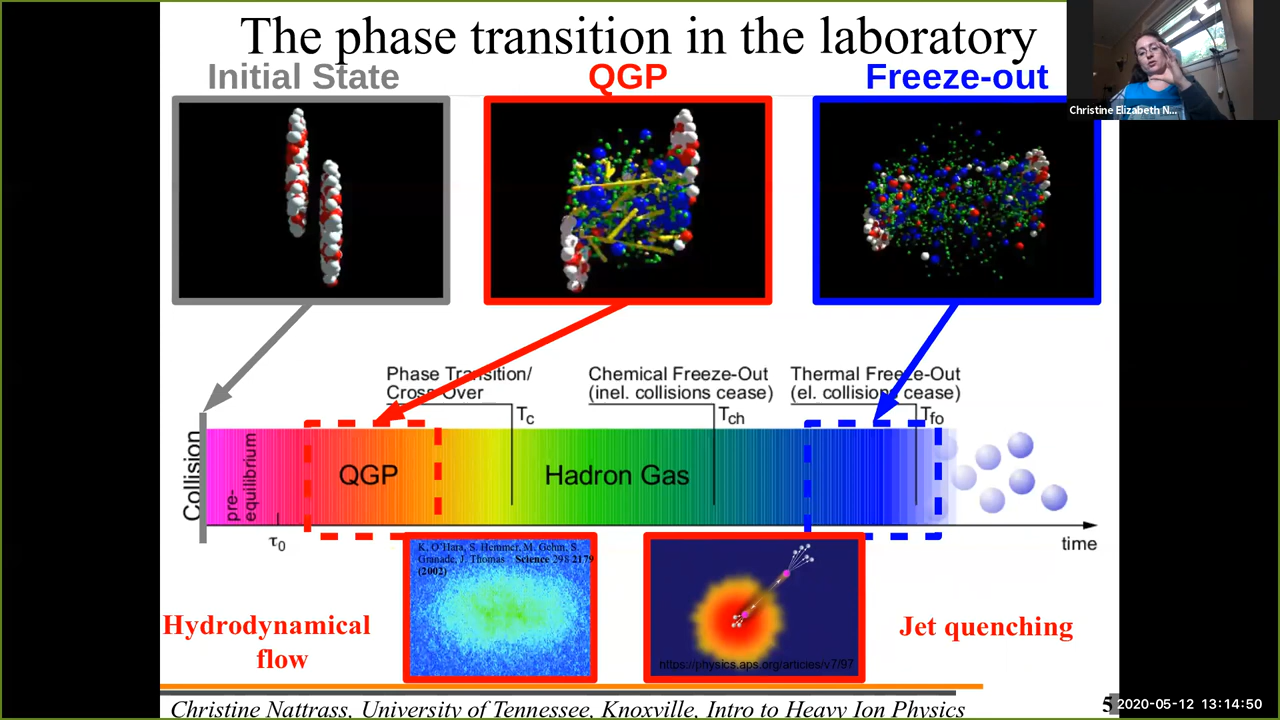 The phase transition in the laboratory
Initial State
QGP
Freeze-out
Christine Elizabeth N...
Phase Transition/
Cross Over
Chemical Freeze-Out
(inel. collisions cease)
Thermal Freeze-Out
(el. collisions cease)
Tc
Tch
Tfo
Collision
pre-
equilibrium
QGP
Hadron Gas
τ0
time
K. O'Hara, S. Hemmer, M. Gehm, S.
Granade, J. Thomas Science 298 2179
(2002)
https://physics.aps.org/articles/v7/97
Hydrodynamical
flow
Jet quenching
Christine Nattrass, University of Tennessee, Knoxville, Intro to Heavy Ion Physics
5
2020-05-12 13:14:50